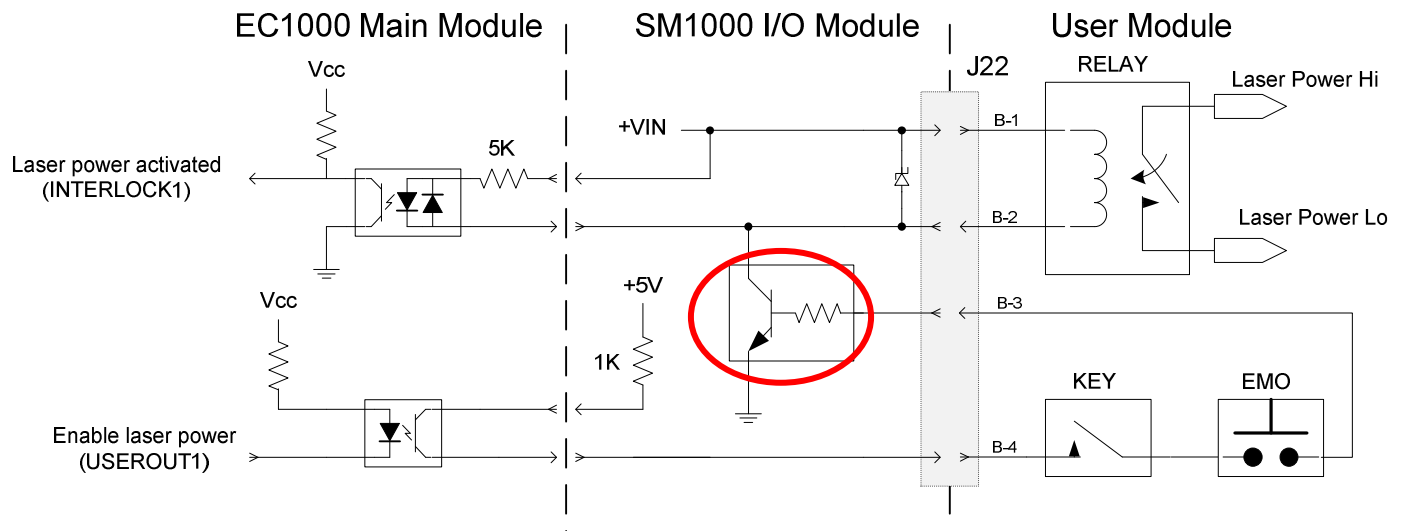 EC1000 Main Module
SM1000 I/O Module
User Module
Vcc
J22
RELAY
Laser Power Hi
+VIN
B-1
5K
Laser power activated
(INTERLOCK1)
B-2
Laser Power Lo
Vcc
+5V
B-3
1K
KEY
EMO
Enable laser power
(USEROUT1)
B-4